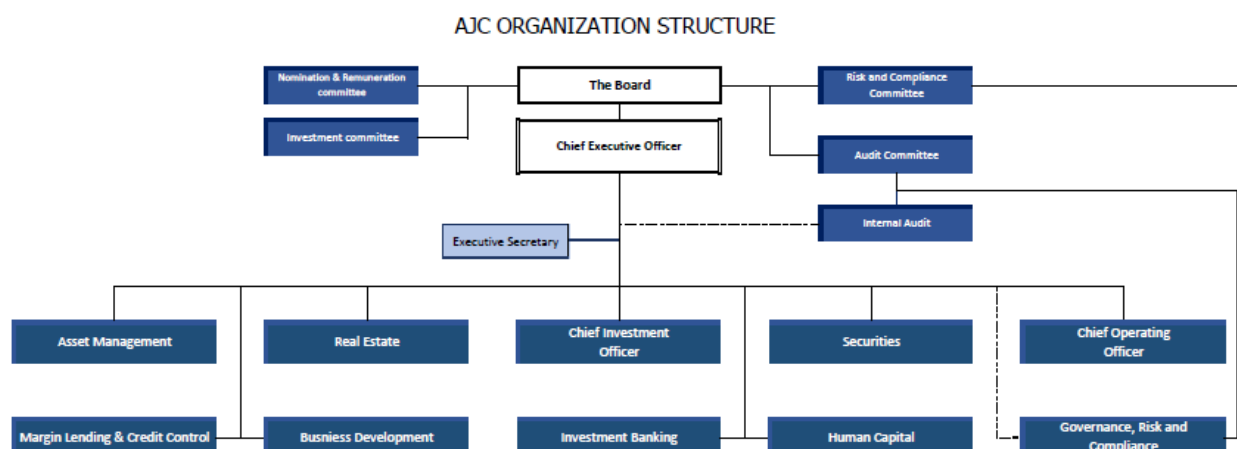 AJC ORGANIZATION STRUCTURE
Nomination & Remuneration
committee
The Board
Risk and Compliance
Committee
Investment committee
Chief Executive Officer
Audit Committee
Internal Audit
Executive Secretary
Asset Management
Real Estate
Chief Investment
Officer
Securities
Chief Operating
Officer
Margin Lending & Credit Control
Busniess Development
Investment Banking
Human Capital
Governance, Risk and
Compliance